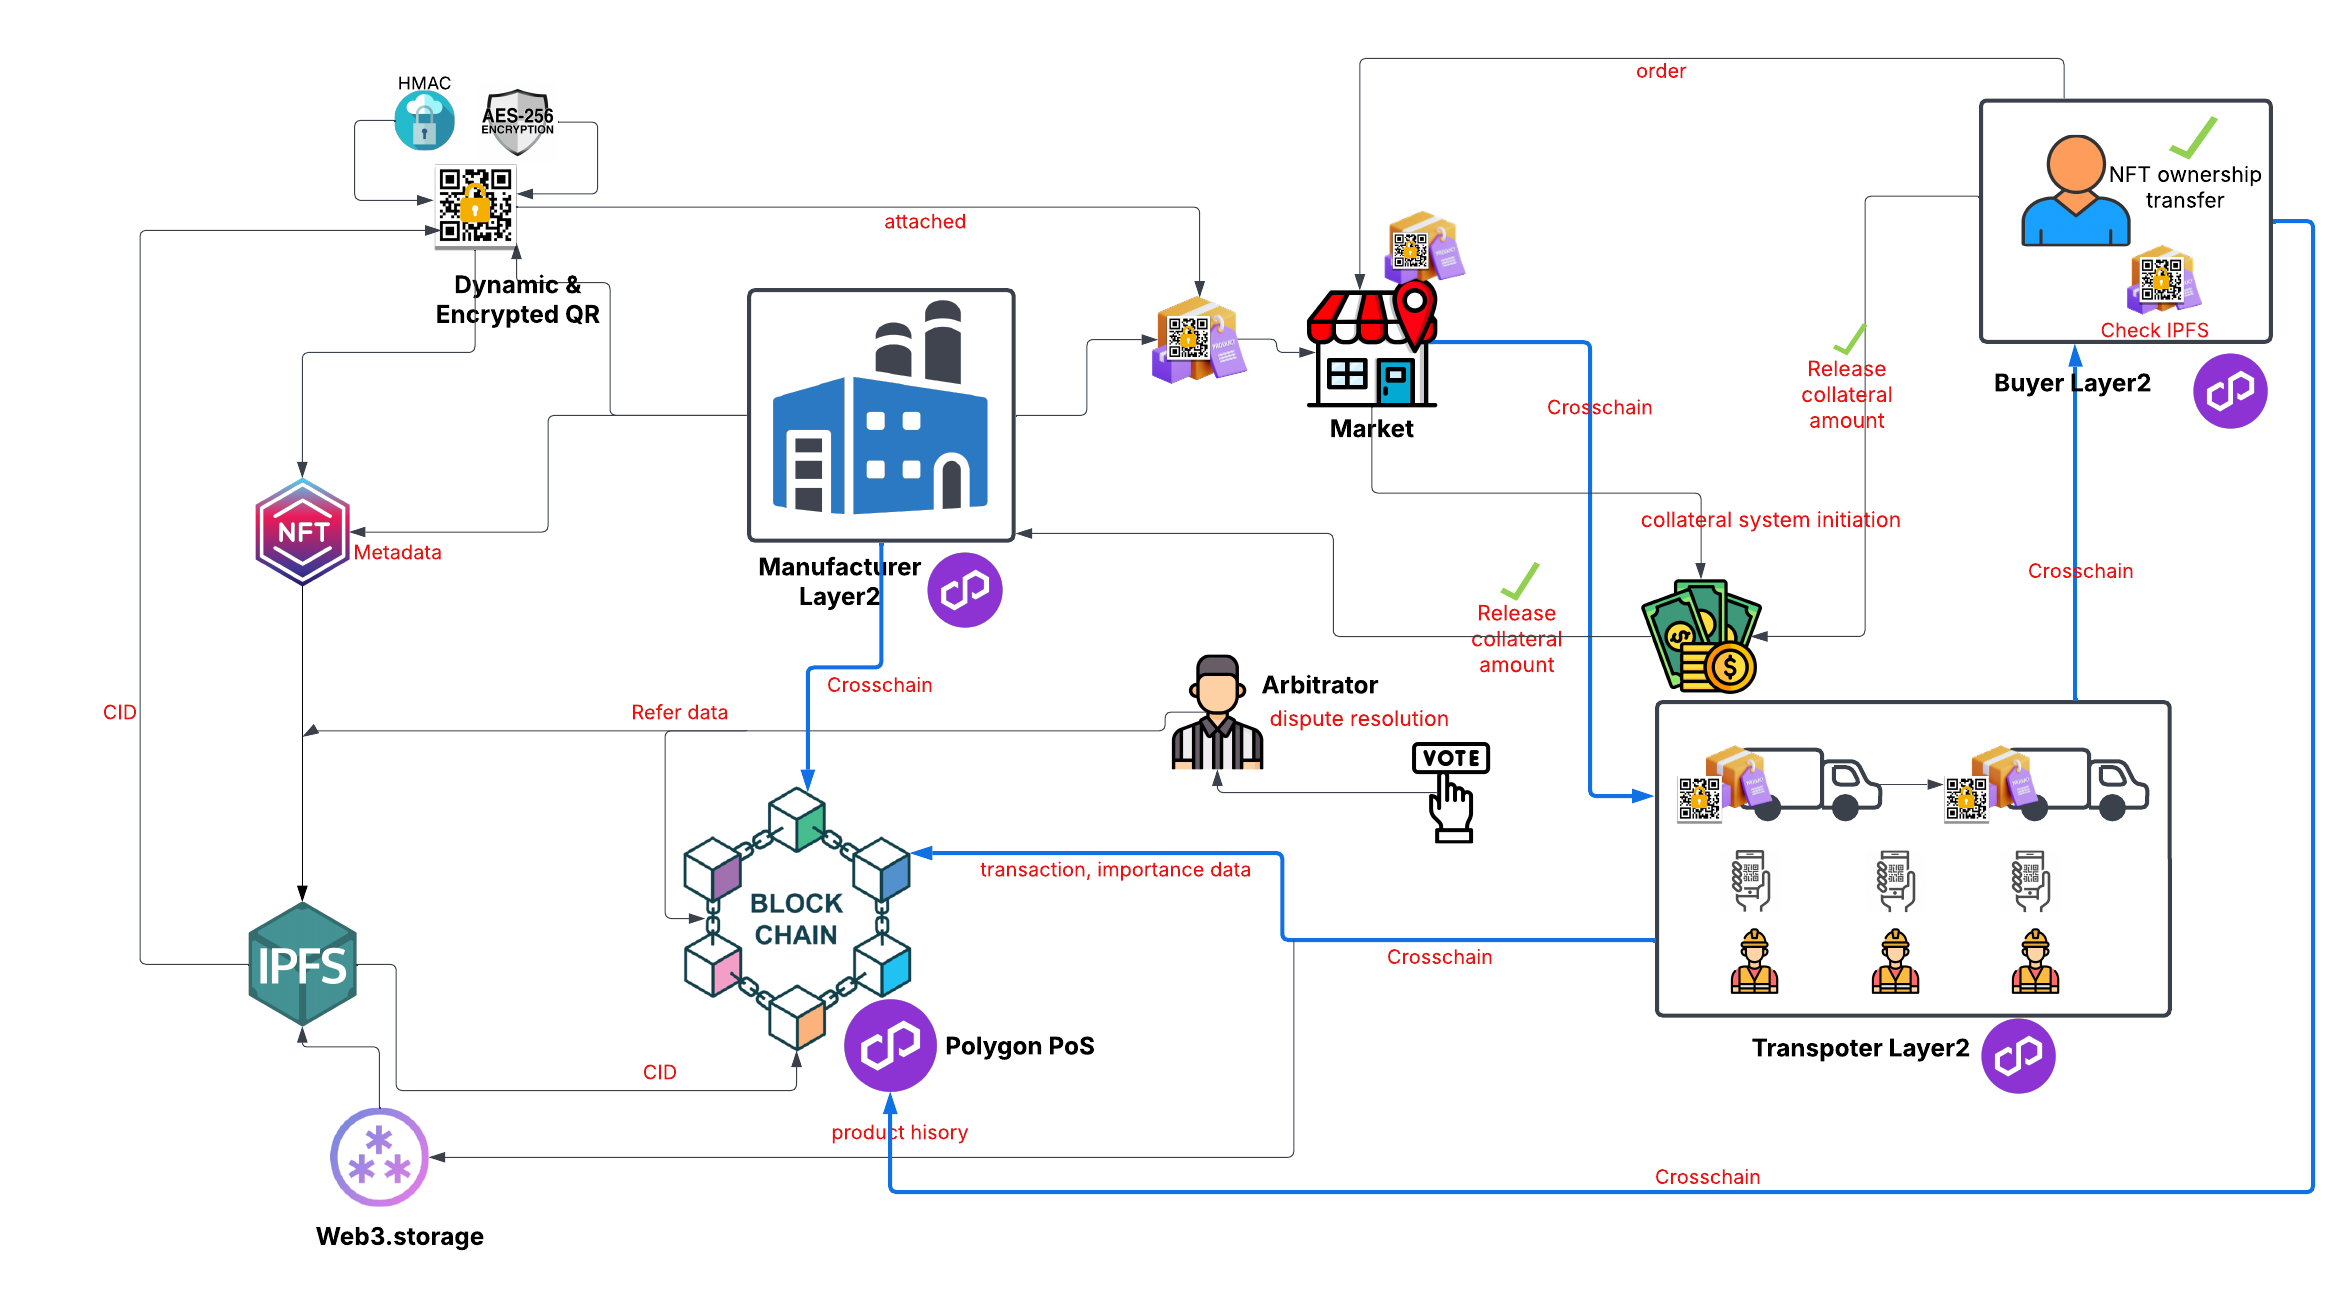 order
HMAC
AES-256
ENCRYPTION
NFT ownership
transfer
attached
Dynamic &
Encrypted QR
PRODUCT
PRODUCT
Check IPFS
Release
collateral
amount
Buyer Layer2
Crosschain
Market
NFT
Metadata
collateral system initiation
Manufacturer
Layer2
Crosschain
Release
collateral
amount
Crosschain
Arbitrator
dispute resolution
CID
Refer data
VOTE
transaction, importance data
BLOCK
CHAIN
IPFS
Crosschain
Polygon PoS
Transpoter Layer2
CID
product hisory
Crosschain
Web3.storage